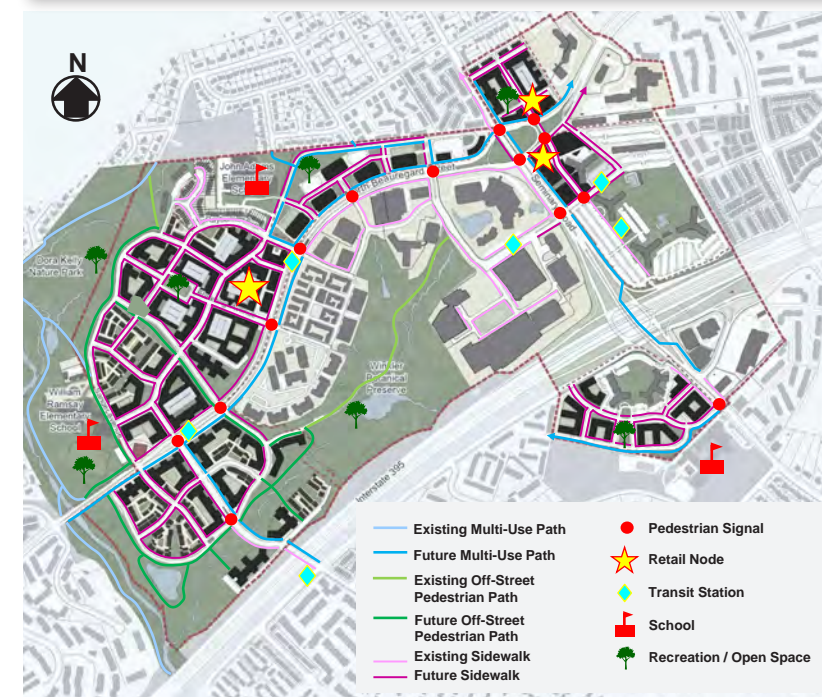 N
John Adams
Elementary
North Beauregard Street
Seminary Road
Dora Kelly
Nature Park
Winkler
Botanical
Preserve
William
Ramsay
Elementary
School
Interstate 395
Existing Multi-Use Path
Future Multi-Use Path
Existing Off-Street
Pedestrian Path
Future Off-Street
Pedestrian Path
Existing Sidewalk
Future Sidewalk
Pedestrian Signal
Retail Node
Transit Station
School
Recreation / Open Space